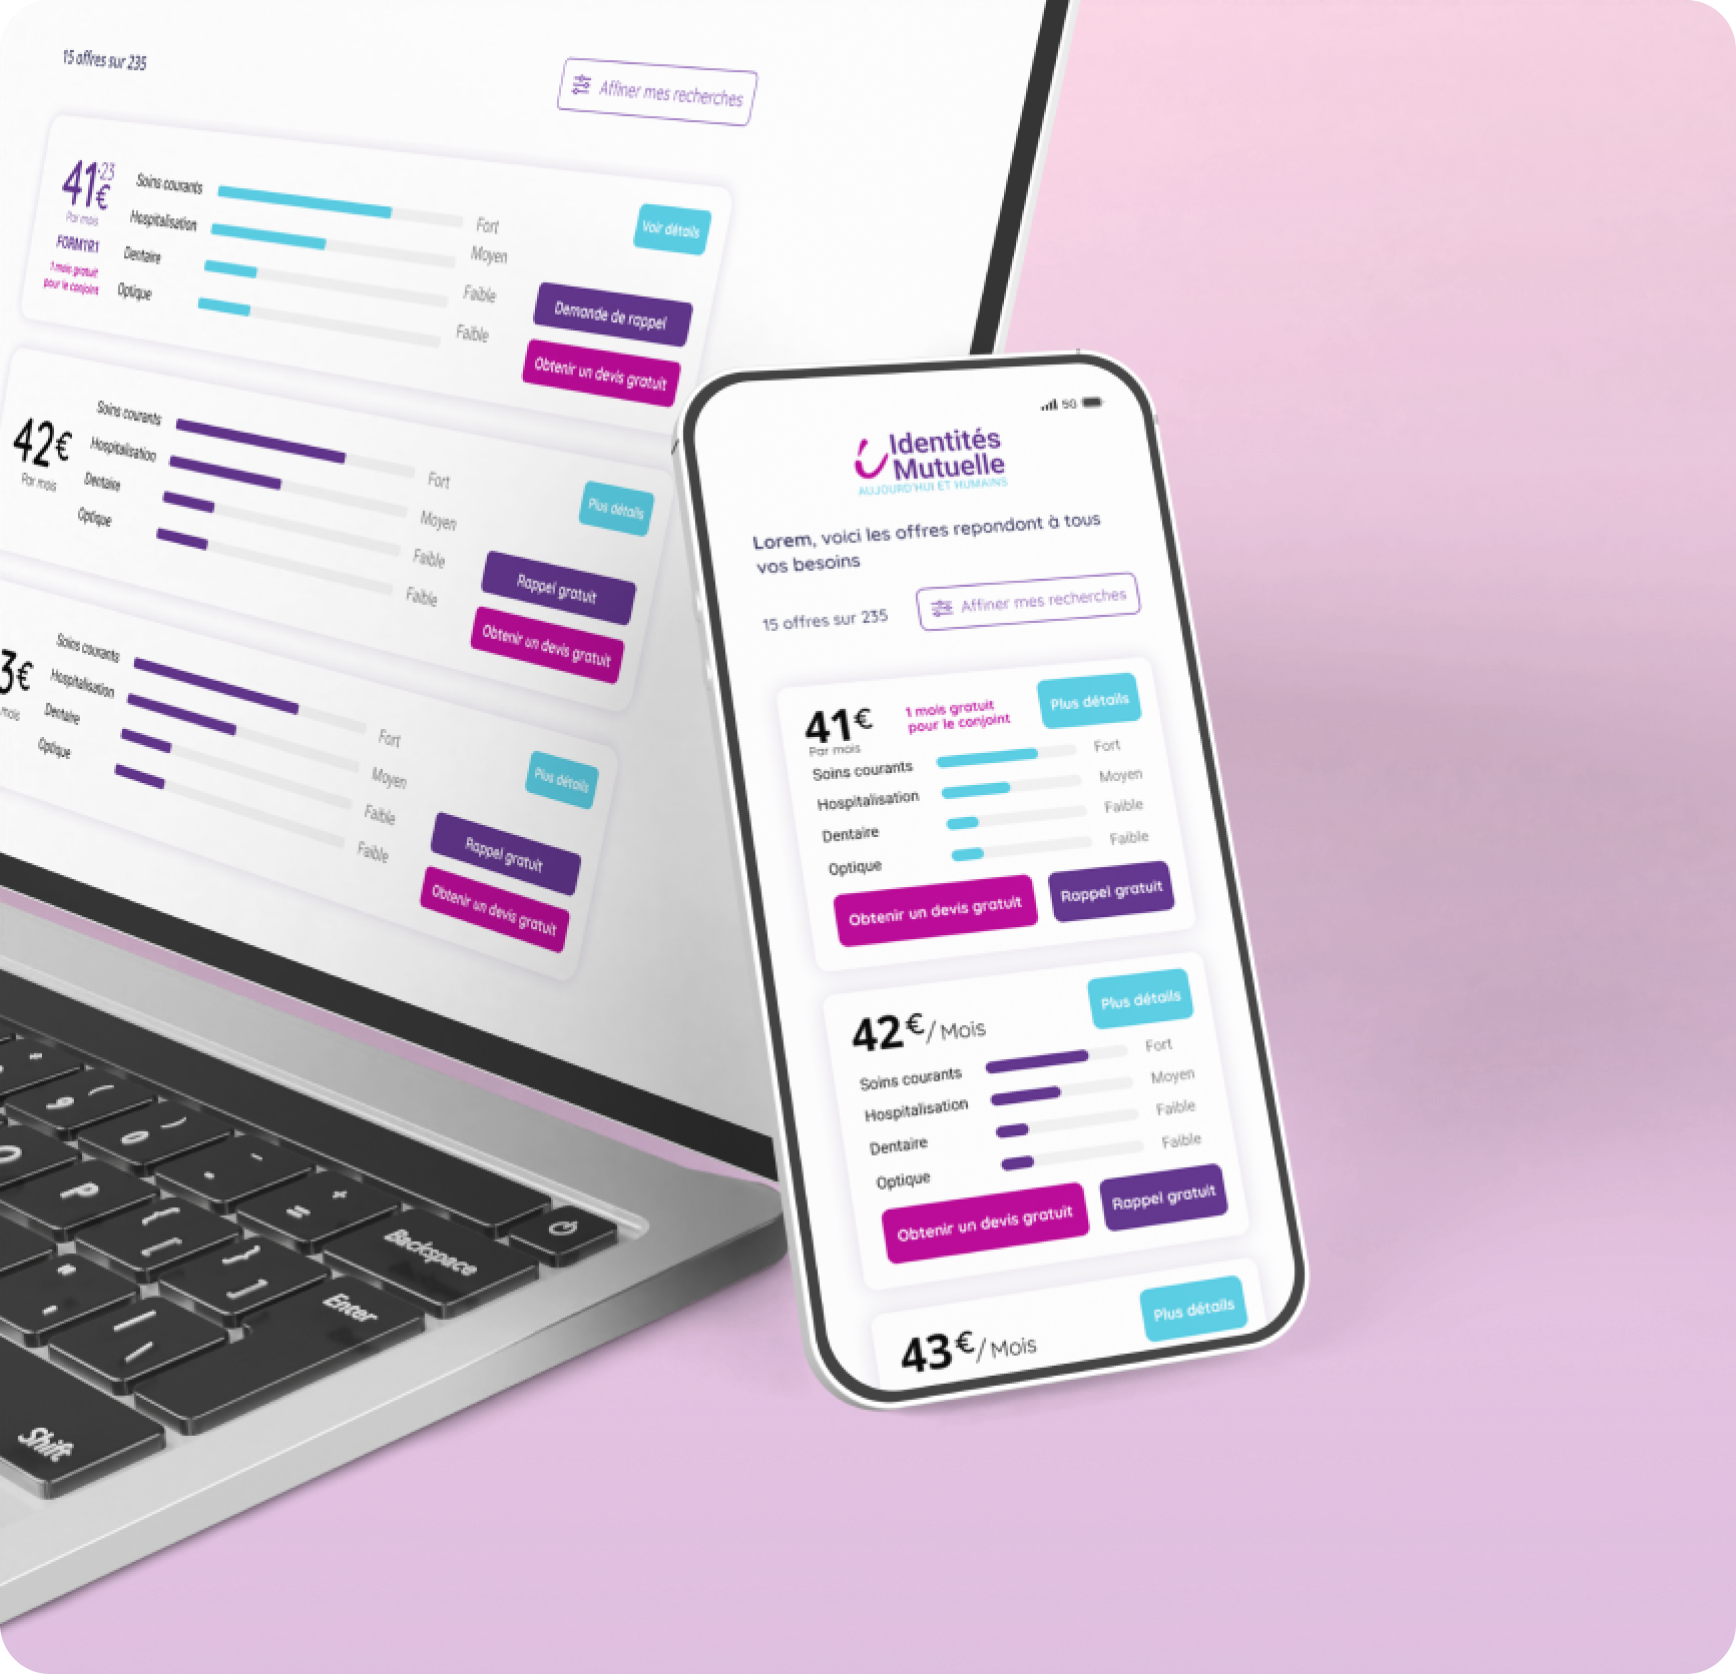 15 offres sur 235
Affiner mes recherches
41€·23
Par mois
FORM1R1
1 mois gratuit
pour le conjoint
Soins courants
Fort
Hospitalisation
Moyen
Dentaire
Faible
Optique
Faible
Voir détails
Demande de rappel
Obtenir un devis gratuit
42€
Par mois
Soins courants
Fort
Hospitalisation
Moyen
Dentaire
Faible
Optique
Faible
Plus détails
Rappel gratuit
Obtenir un devis gratuit
3€
mois
Soins courants
Fort
Hospitalisation
Moyen
Dentaire
Faible
Optique
Faible
Plus détails
Rappel gratuit
Obtenir un devis gratuit
5G
Identités
Mutuelle
AUJOURD'HUI ET HUMAINS
Lorem, voici les offres repondont à tous
vos besoins
15 offres sur 235
Affiner mes recherches
41€
Par mois
1 mois gratuit
pour le conjoint
Plus détails
Soins courants
Fort
Hospitalisation
Moyen
Dentaire
Faible
Optique
Faible
Obtenir un devis gratuit
Rappel gratuit
42€/Mois
Plus détails
Soins courants
Fort
Hospitalisation
Moyen
Dentaire
Faible
Optique
Faible
Obtenir un devis gratuit
Rappel gratuit
43€/Mois
Plus détails
9 (
0 )
- 
P
{ [
} ]
+ =
Backspace
Enter
Shift